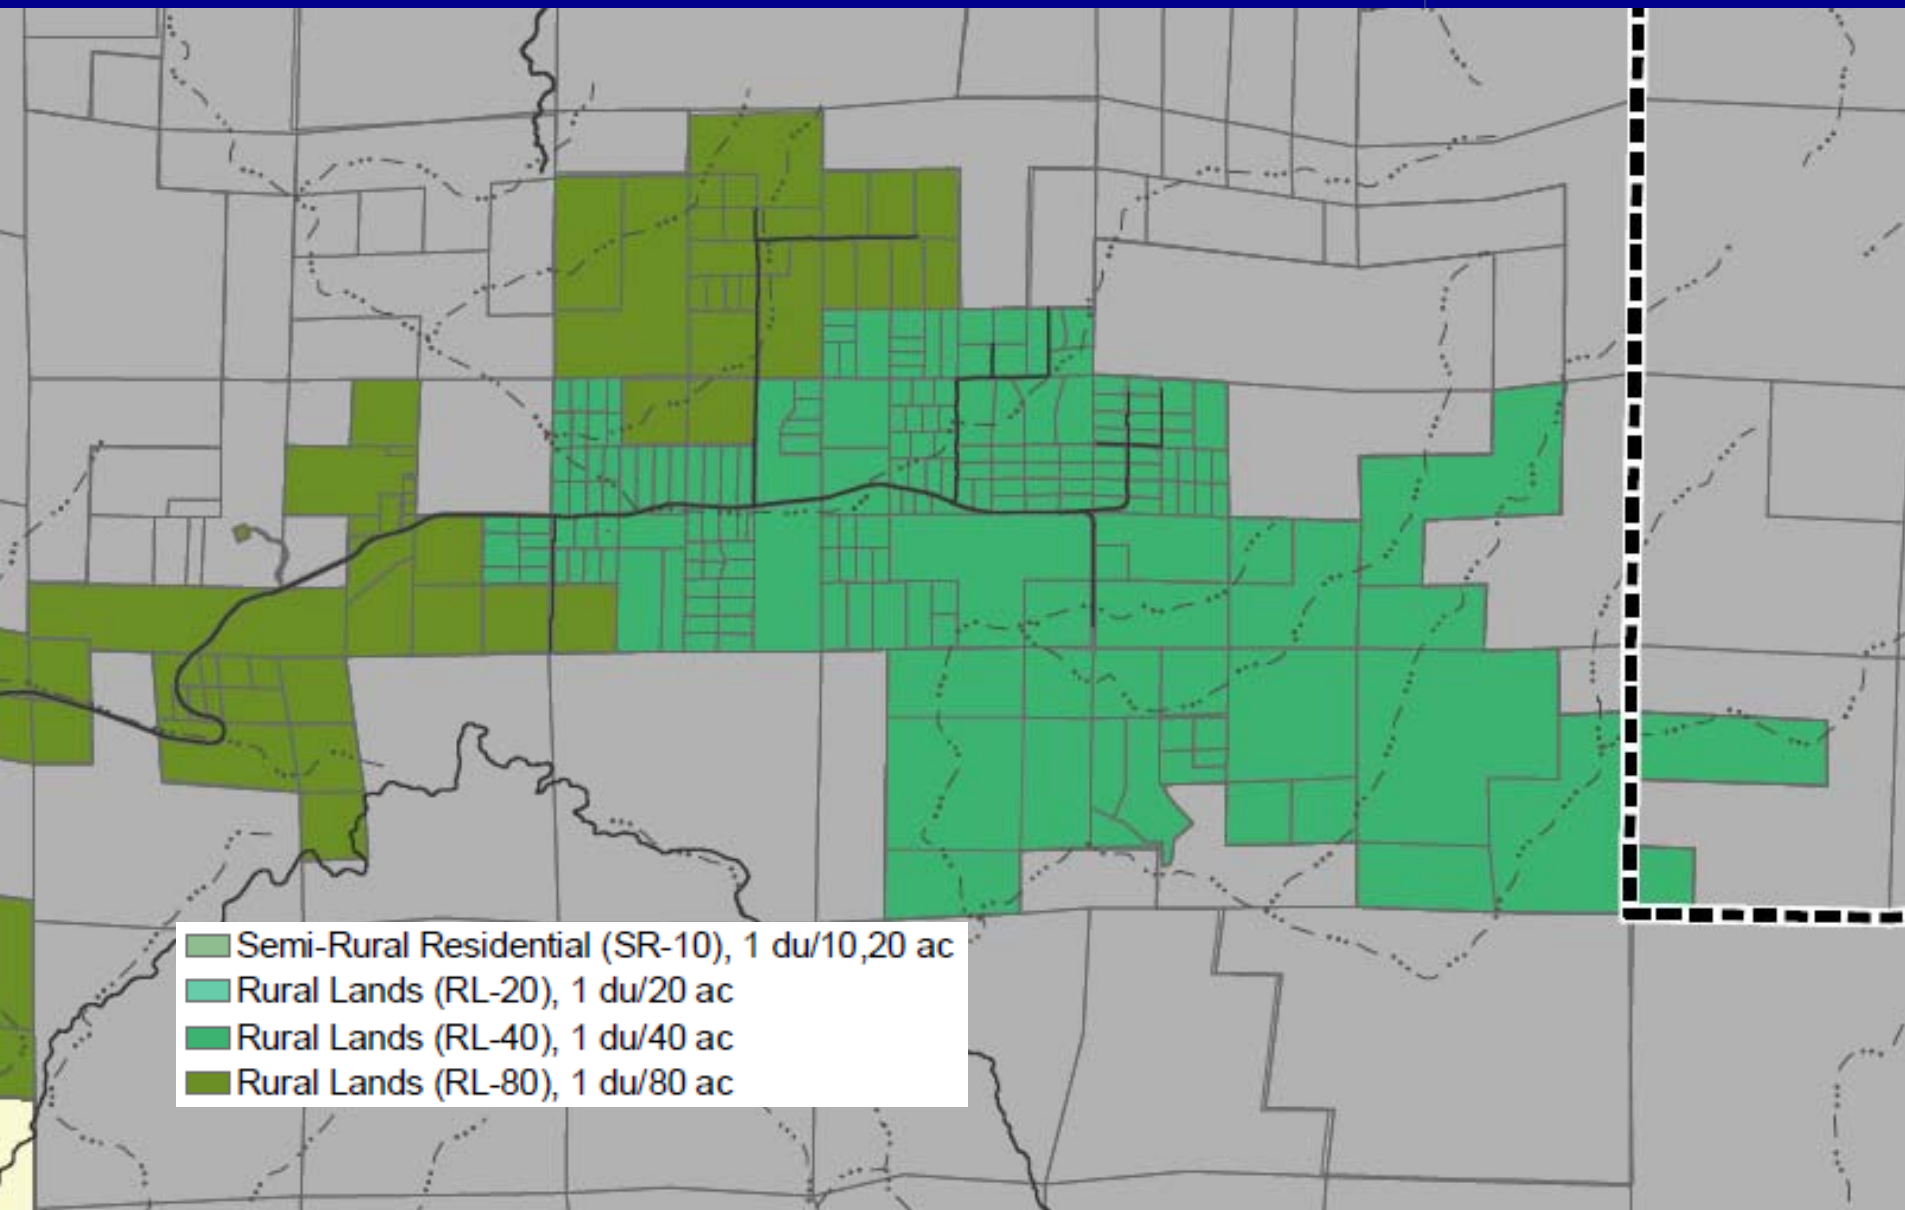 Semi-Rural Residential (SR-10), 1 du/10,20 ac
Rural Lands (RL-20), 1 du/20 ac
Rural Lands (RL-40), 1 du/40 ac
Rural Lands (RL-80), 1 du/80 ac